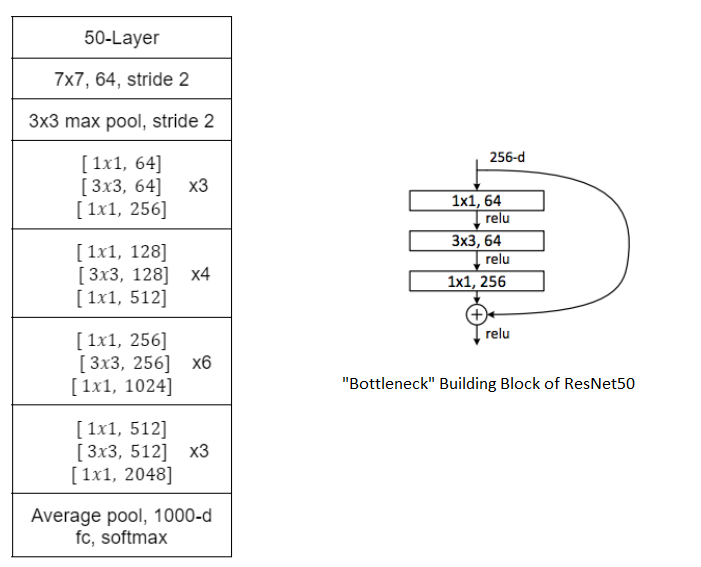 50-Layer
7x7, 64, stride 2
3x3 max pool, stride 2
[ 1x1, 64]
[ 3x3, 64] x3
[ 1x1, 256]
[ 1x1, 128]
[ 3x3, 128] x4
[ 1x1, 512]
[ 1x1, 256]
[ 3x3, 256] x6
[ 1x1, 1024]
[ 1x1, 512]
[ 3x3, 512] x3
[ 1x1, 2048]
Average pool, 1000-d
fc, softmax
256-d
1x1, 64
relu
3x3, 64
relu
1x1, 256
+
relu
"Bottleneck" Building Block of ResNet50